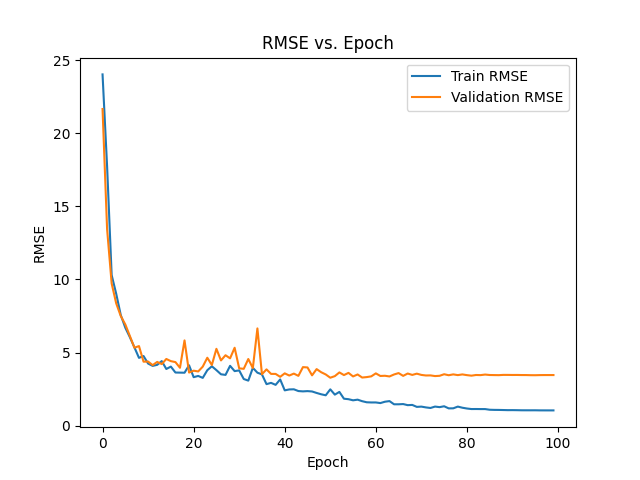 RMSE vs. Epoch
Train RMSE
Validation RMSE
25
20
15
10
5
0
RMSE
0 20 40 60 80 100
Epoch